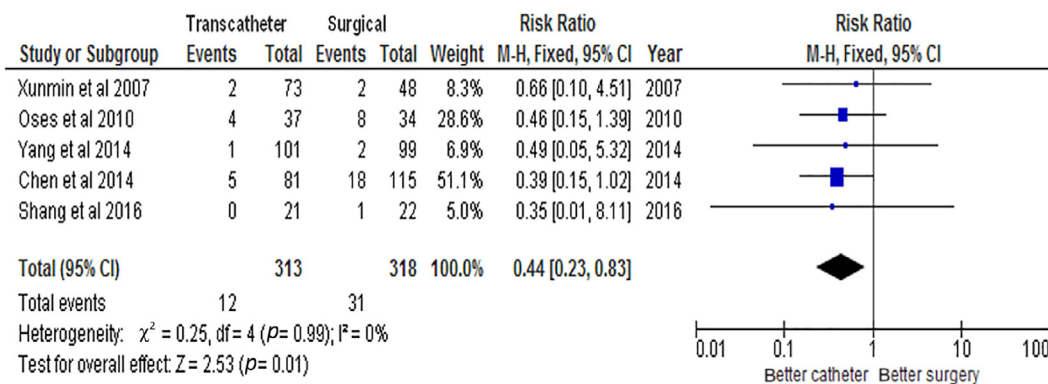 Transcatheter Surgical Risk Ratio Risk Ratio
Study or Subgroup Events Total Events Total Weight M-H, Fixed, 95% CI Year M-H, Fixed, 95% CI
Xunmin et al 2007 2 73 2 48 8.3% 0.66 [0.10, 4.51] 2007
Oses et al 2010 4 37 8 34 28.6% 0.46 [0.15, 1.39] 2010
Yang et al 2014 1 101 2 99 6.9% 0.49 [0.05, 5.32] 2014
Chen et al 2014 5 81 18 115 51.1% 0.39 [0.15, 1.02] 2014
Shang et al 2016 0 21 1 22 5.0% 0.35 [0.01, 8.11] 2016
Total (95% CI) 313 318 100.0% 0.44 [0.23, 0.83]
Total events 12 31
Heterogeneity: χ² = 0.25, df = 4 (p= 0.99); I² = 0%
Test for overall effect: Z = 2.53 (p= 0.01)
0.01 0.1 1 10 100
Better catheter Better surgery